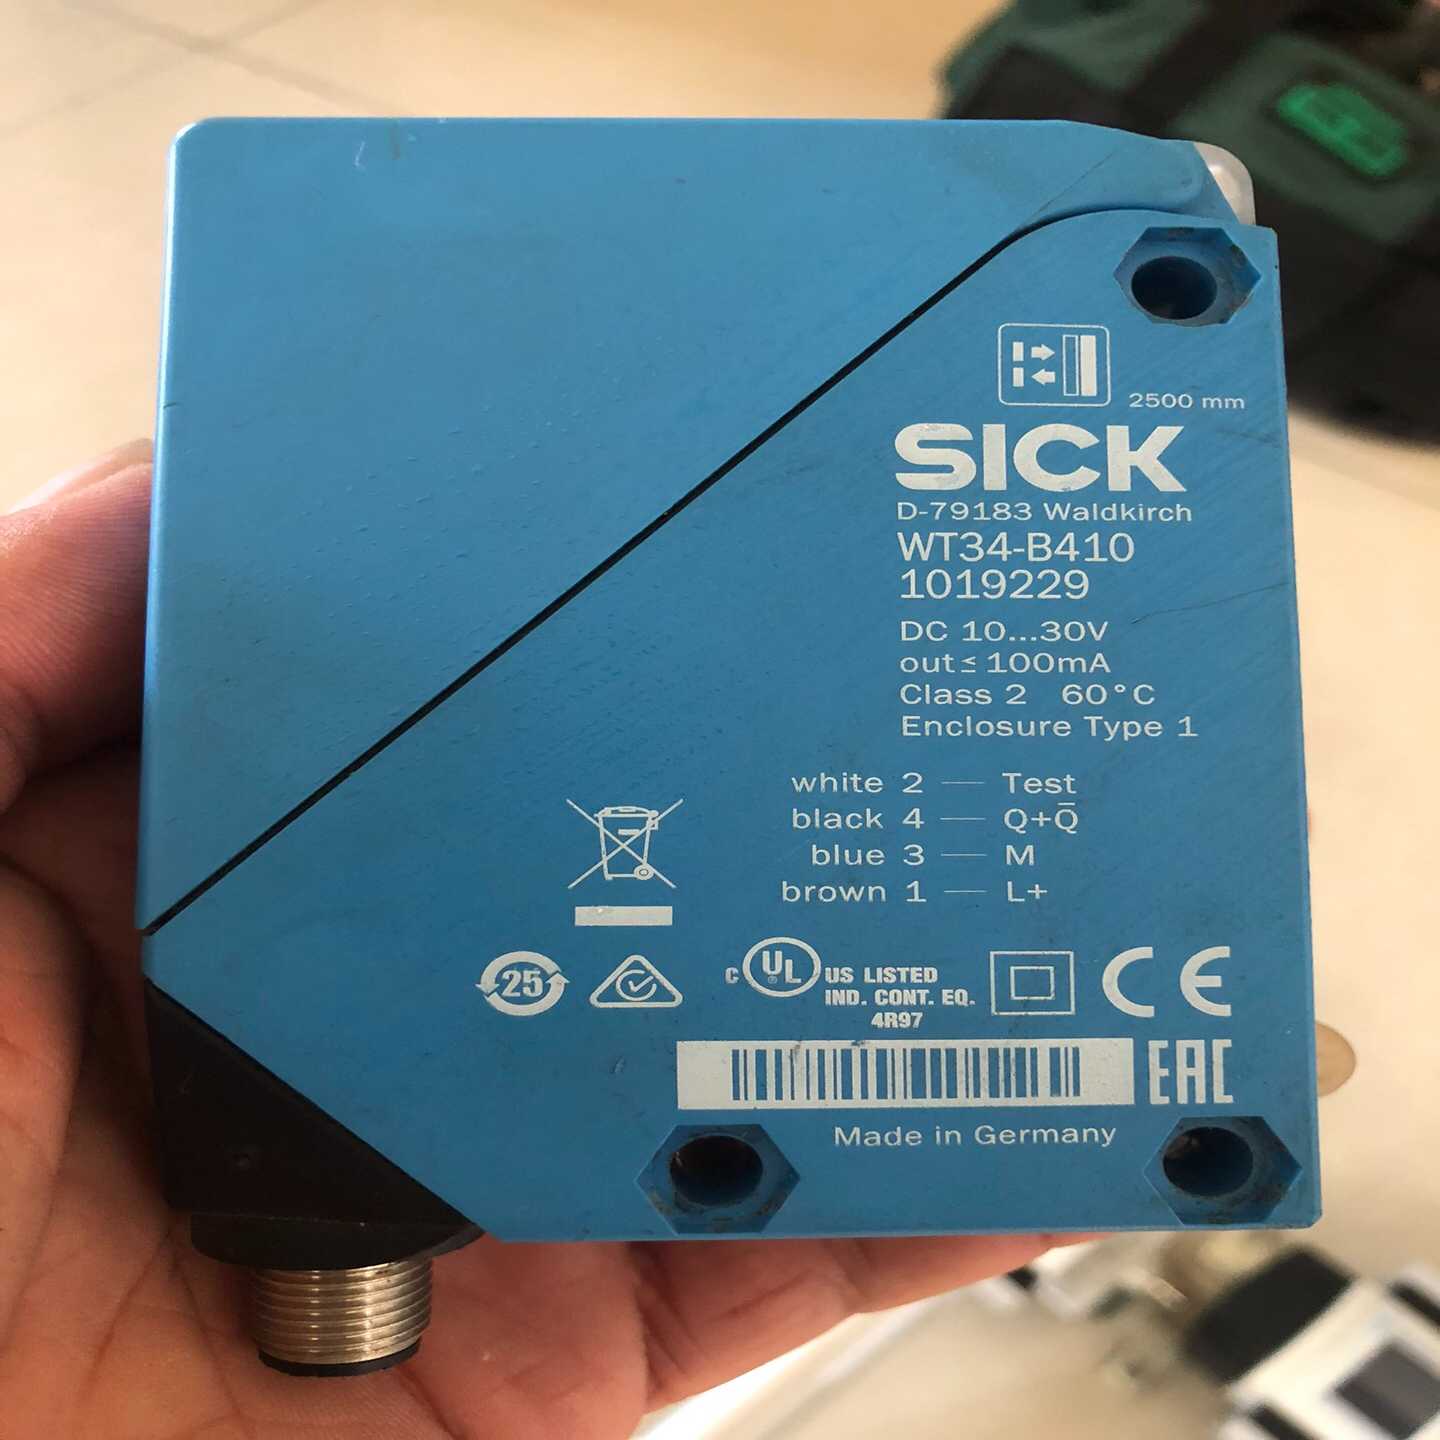 2500 mm
SICK
D-79183 Waldkirch
WT34-B410
1019229
DC 10...30V
out ≤ 100mA
Class 2 60°C
Enclosure Type 1
white 2 — Test
black 4 — Q+Q̅
blue 3 — M
brown 1 — L+
25
C UL ® US LISTED
IND. CONT. EQ.
4R97
CE
EAC
Made in Germany